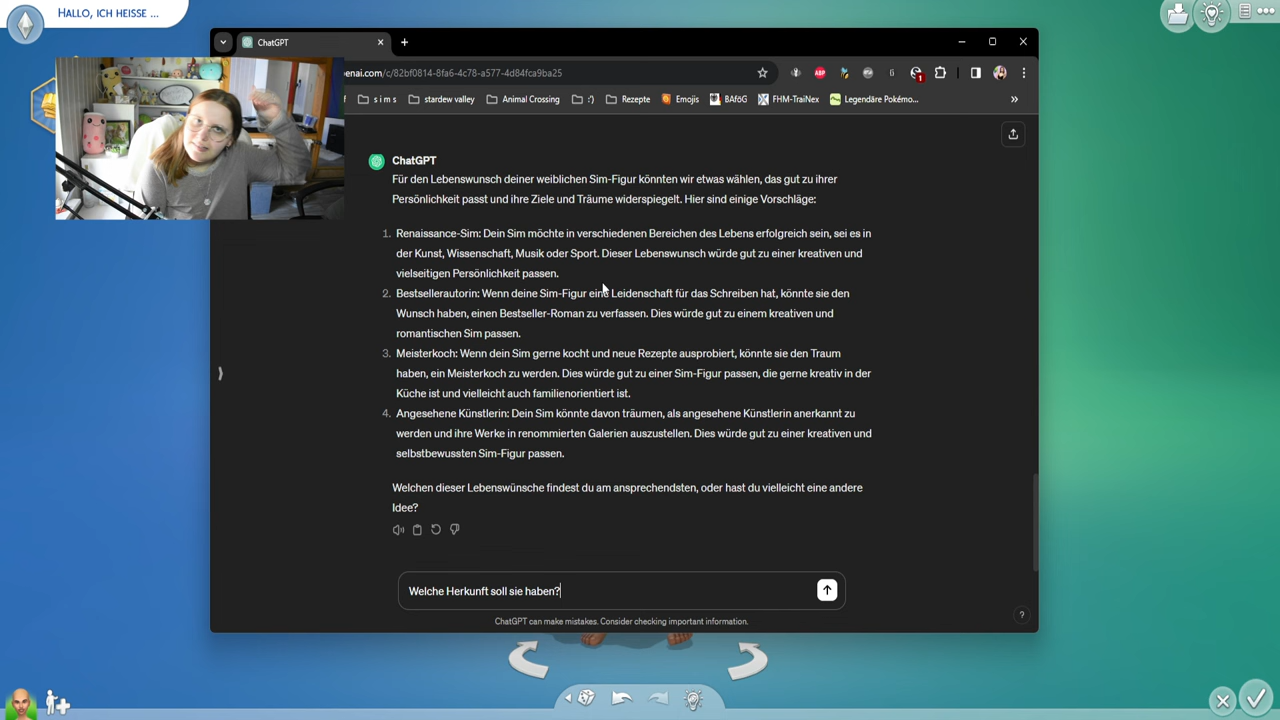 HALLO, ICH HEISSE ...
ChatGPT
enai.com/c/82bf0814-8fa6-4c78-a577-4d84fca9ba25
ABP
6
1
s i m s
stardew valley
Animal Crossing
:')
Rezepte
Emojis
BAföG
FHM-TraiNex
Legendäre Pokémo...
»
ChatGPT
Für den Lebenswunsch deiner weiblichen Sim-Figur könnten wir etwas wählen, das gut zu ihrer
Persönlichkeit passt und ihre Ziele und Träume widerspiegelt. Hier sind einige Vorschläge:
1. Renaissance-Sim: Dein Sim möchte in verschiedenen Bereichen des Lebens erfolgreich sein, sei es in
der Kunst, Wissenschaft, Musik oder Sport. Dieser Lebenswunsch würde gut zu einer kreativen und
vielseitigen Persönlichkeit passen.
2. Bestsellerautorin: Wenn deine Sim-Figur eine Leidenschaft für das Schreiben hat, könnte sie den
Wunsch haben, einen Bestseller-Roman zu verfassen. Dies würde gut zu einem kreativen und
romantischen Sim passen.
3. Meisterkoch: Wenn dein Sim gerne kocht und neue Rezepte ausprobiert, könnte sie den Traum
haben, ein Meisterkoch zu werden. Dies würde gut zu einer Sim-Figur passen, die gerne kreativ in der
Küche ist und vielleicht auch familienorientiert ist.
4. Angesehene Künstlerin: Dein Sim könnte davon träumen, als angesehene Künstlerin anerkannt zu
werden und ihre Werke in renommierten Galerien auszustellen. Dies würde gut zu einer kreativen und
selbstbewussten Sim-Figur passen.
Welchen dieser Lebenswünsche findest du am ansprechendsten, oder hast du vielleicht eine andere
Idee?
Welche Herkunft soll sie haben?
ChatGPT can make mistakes. Consider checking important information.
?